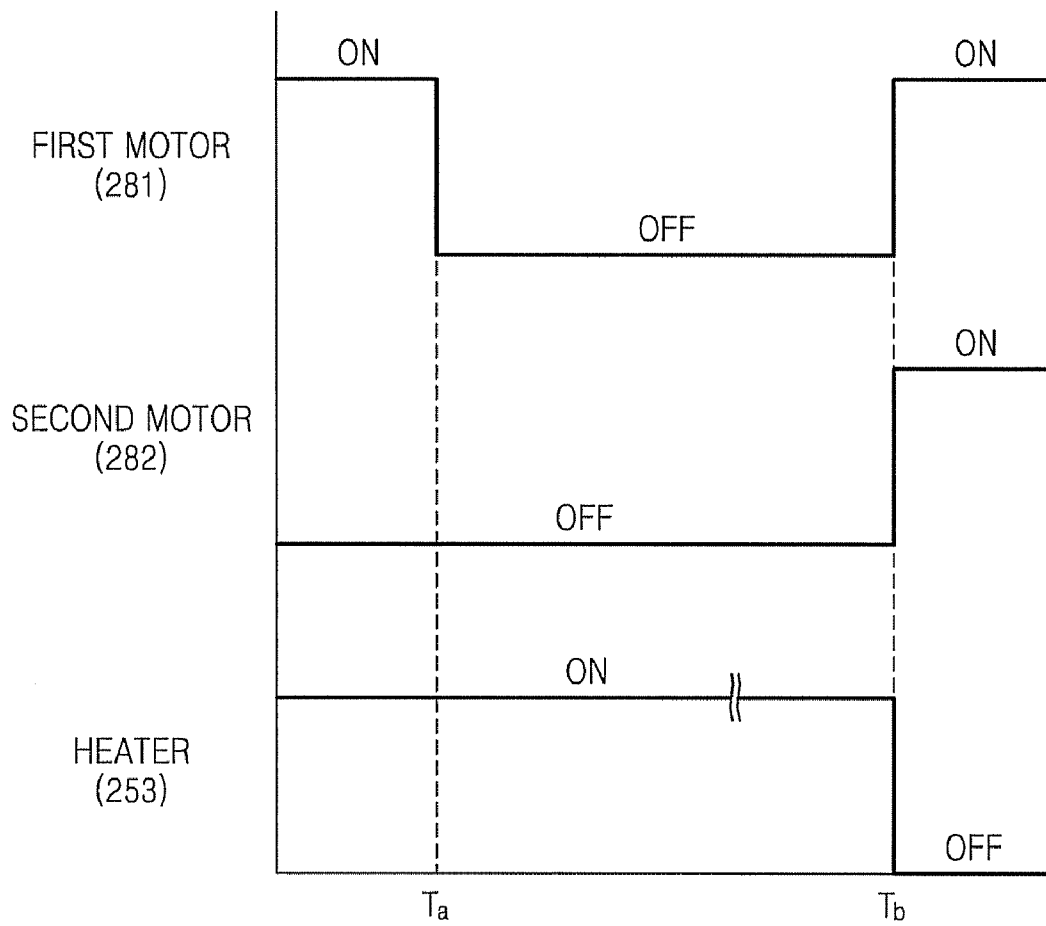 ON
ON
FIRST MOTOR
(281)
OFF
ON
SECOND MOTOR
(282)
OFF
ON
HEATER
(253)
OFF
Ta
Tb